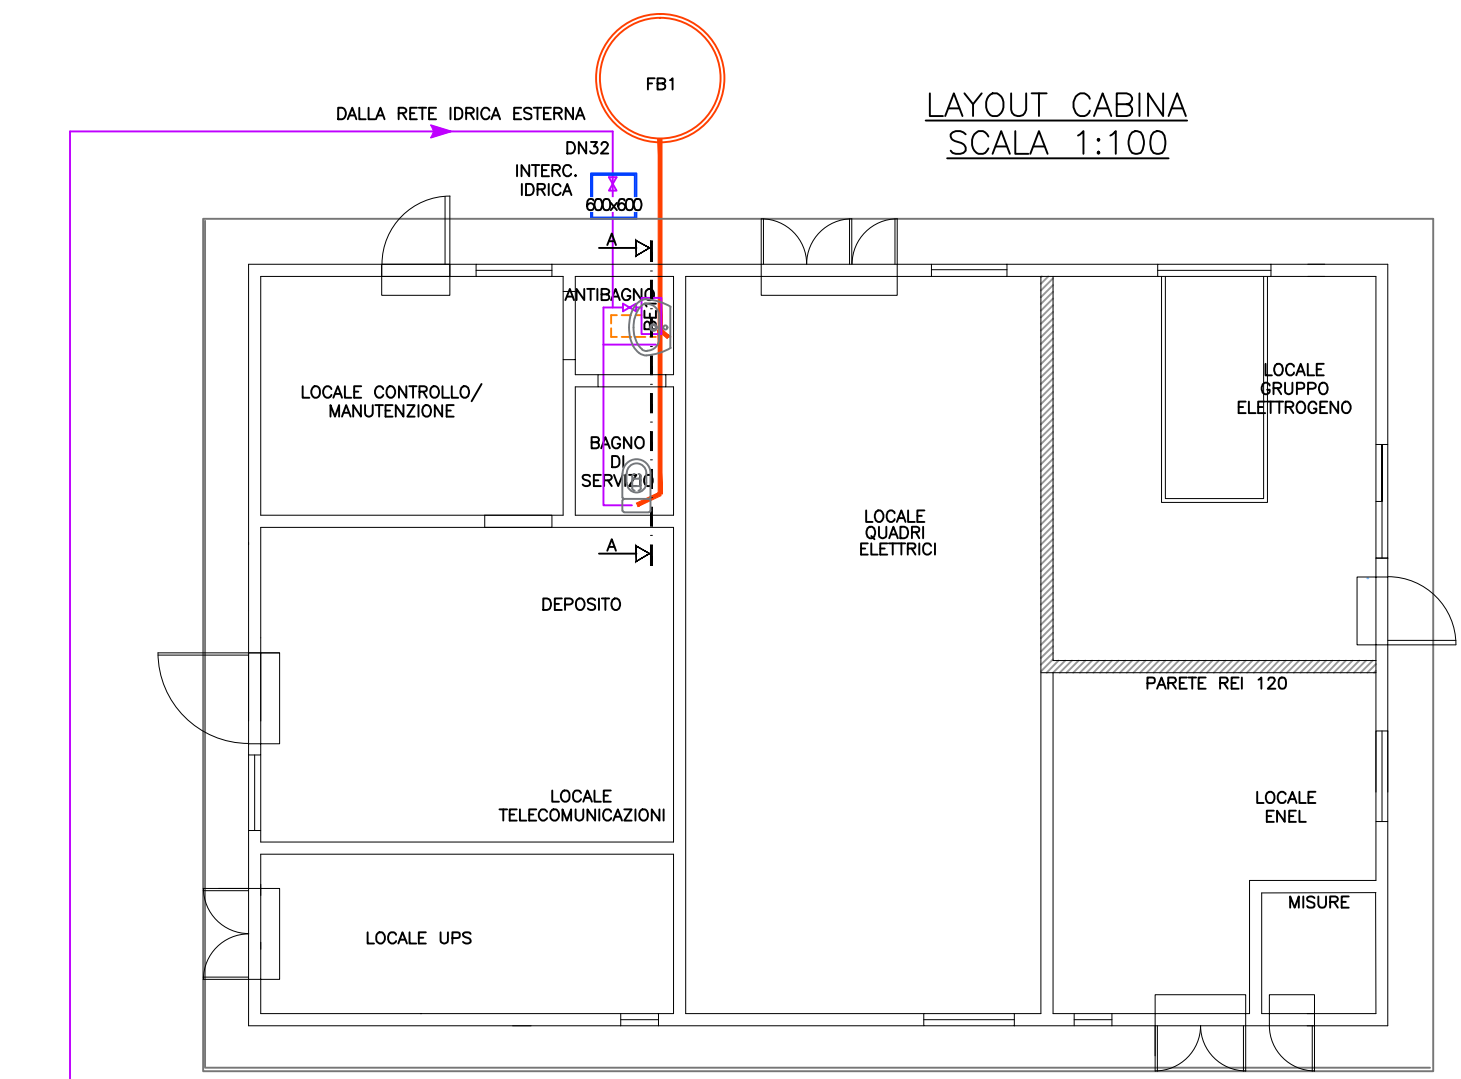 FB1
LAYOUT CABINA
SCALA 1:100
DALLA RETE IDRICA ESTERNA
DN32
INTERC.
IDRICA
600x600
A
ANTIBAGNO
BE1
LOCALE CONTROLLO/
MANUTENZIONE
BAGNO
DI
SERVIZIO
LOCALE
GRUPPO
ELETTROGENO
LOCALE
QUADRI
ELETTRICI
A
DEPOSITO
PARETE REI 120
LOCALE
TELECOMUNICAZIONI
LOCALE
ENEL
MISURE
LOCALE UPS